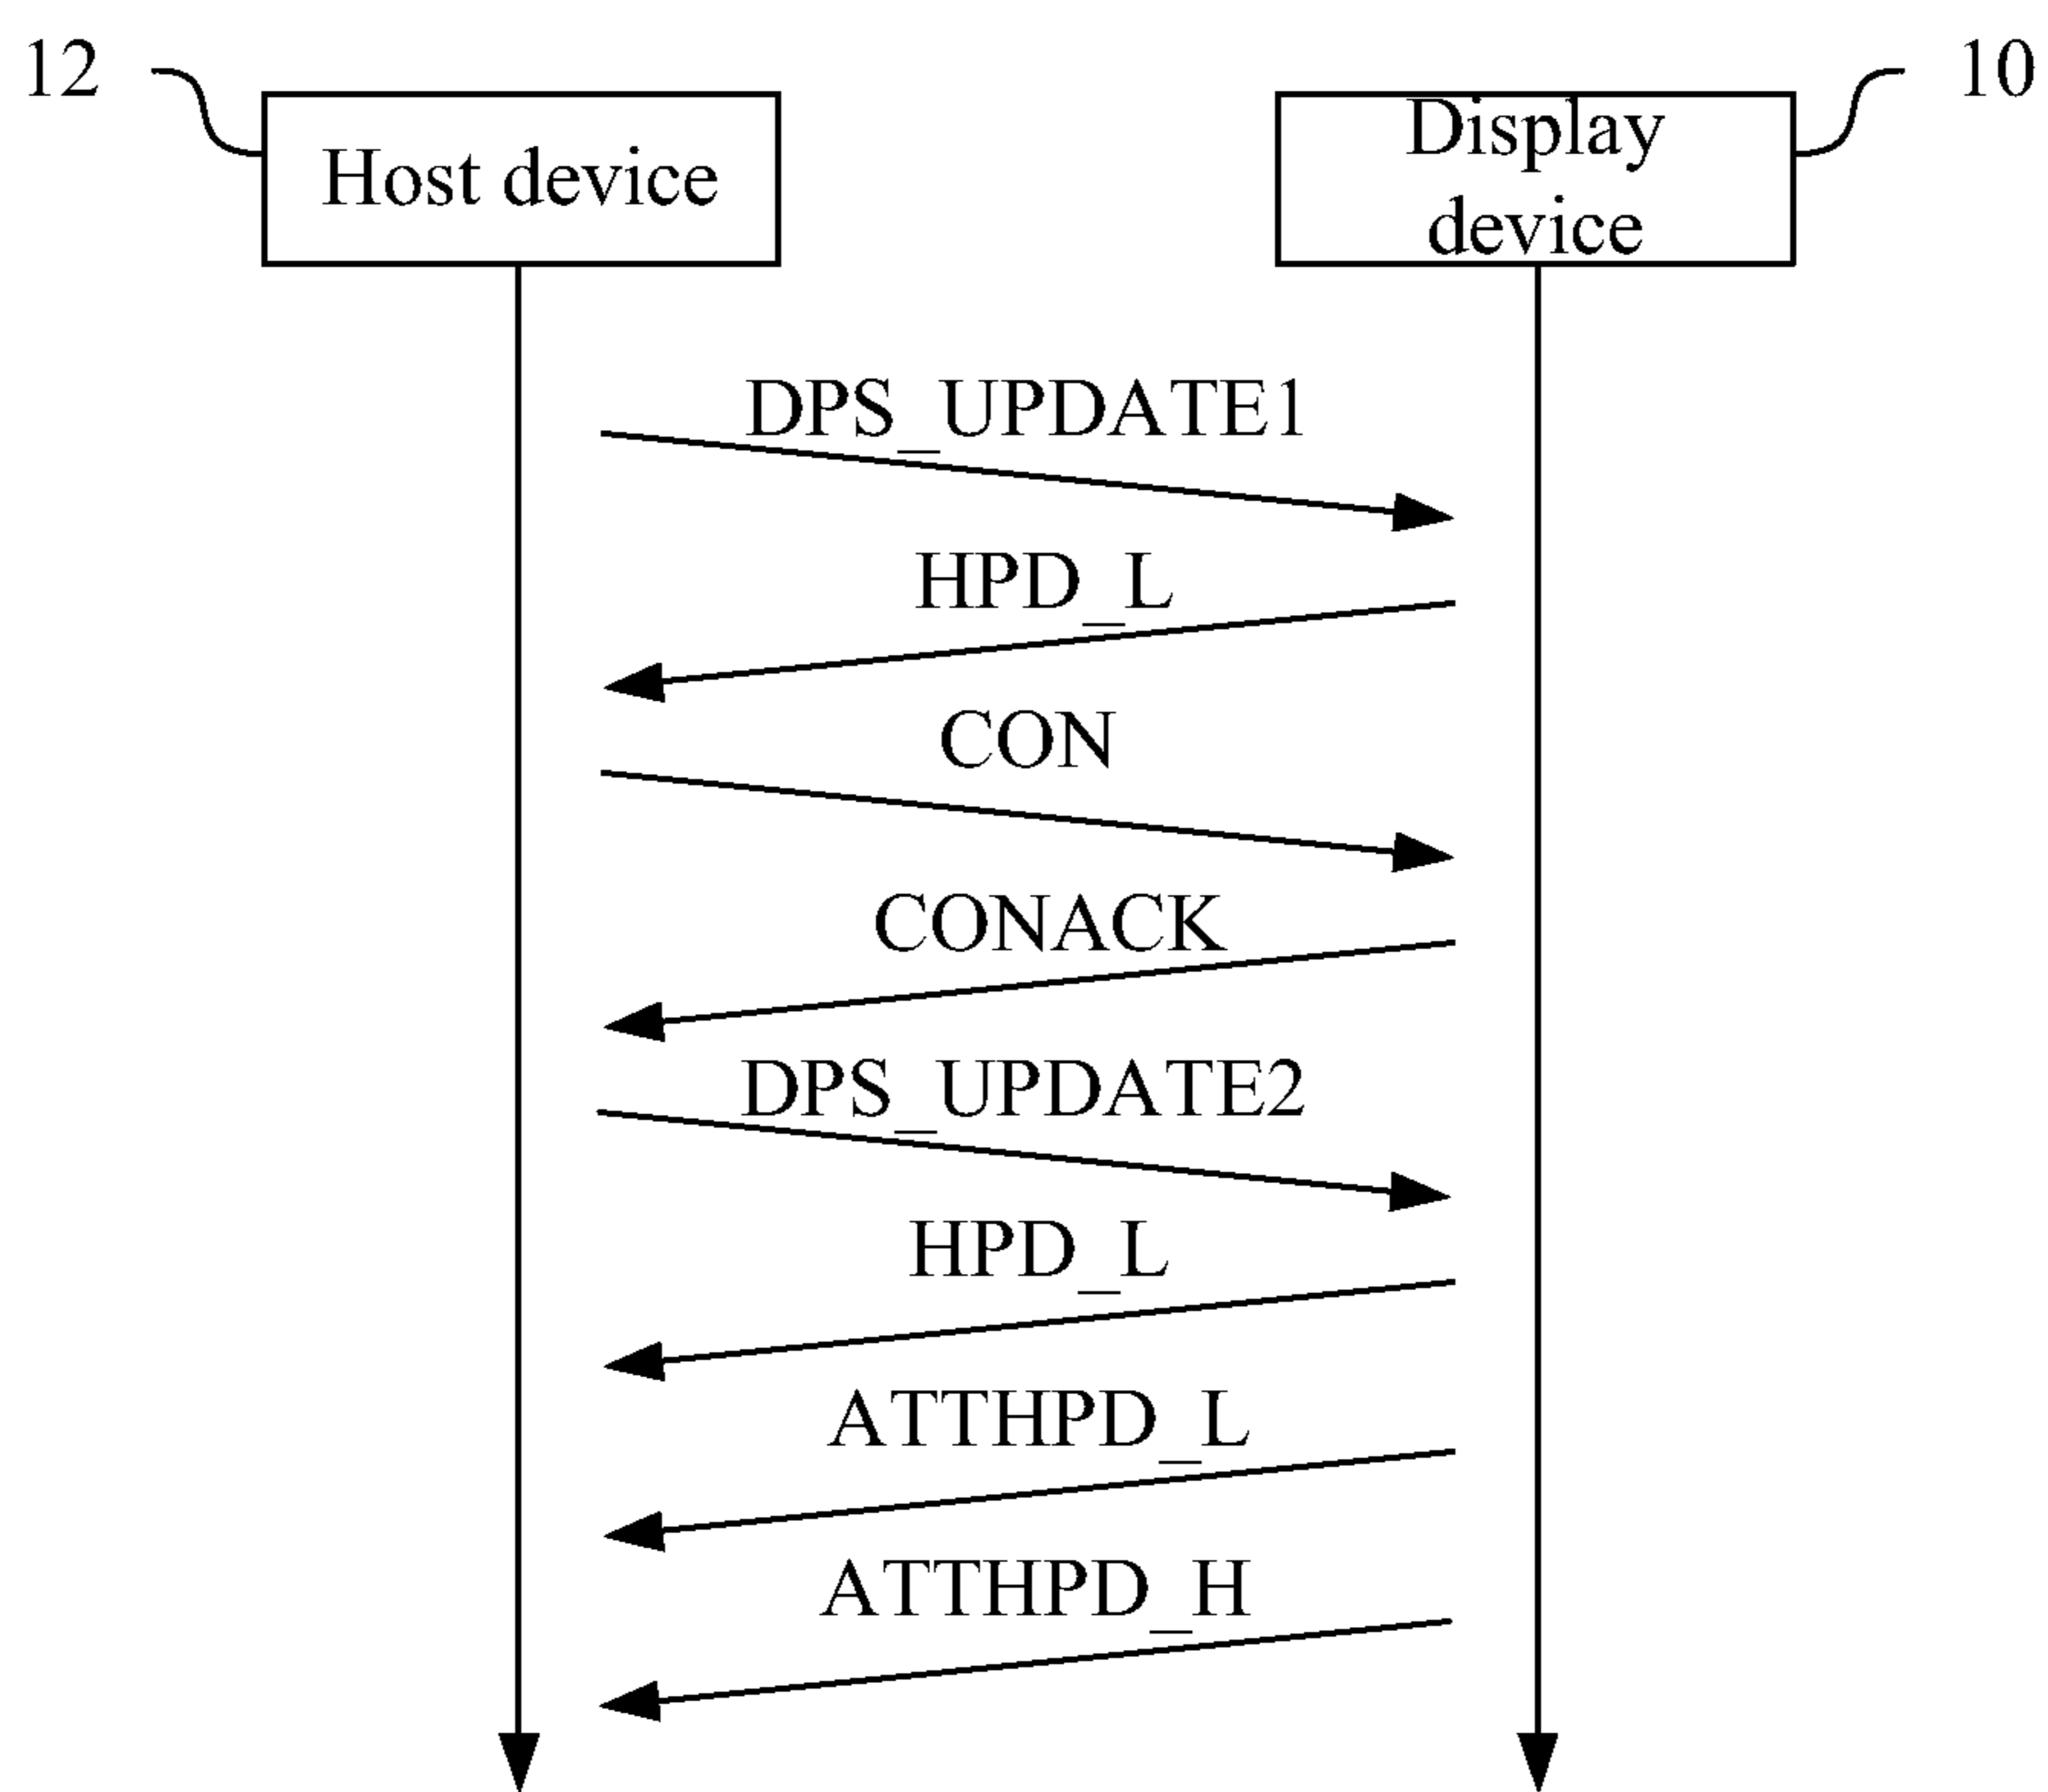 12
Host device
Display
device
10
DPS_UPDATE1
HPD_L
CON
CONACK
DPS_UPDATE2
HPD_L
ATTHPD_L
ATTHPD_H